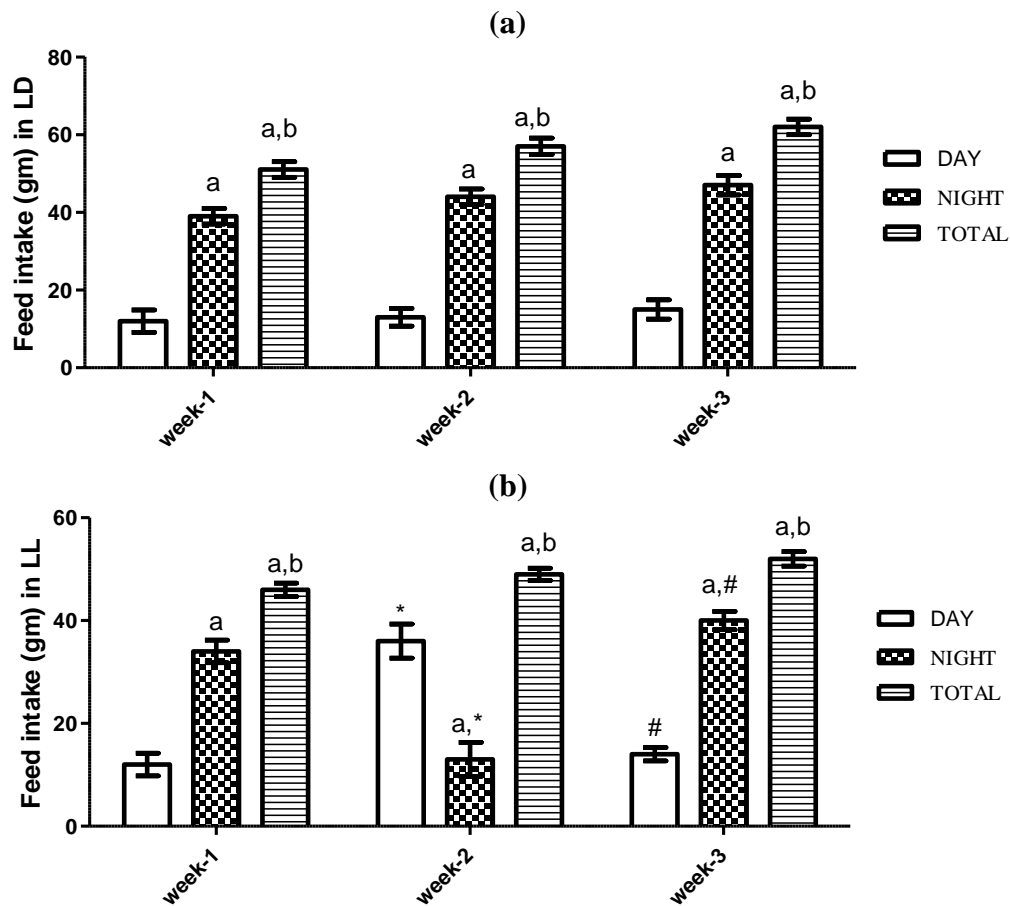 (a)
Feed intake (gm) in LD
80
60
40
20
0
a
a,b
a
a,b
a
a,b
week-1
week-2
week-3
DAY
NIGHT
TOTAL
(b)
Feed intake (gm) in LL
60
40
20
0
a
a,b
*
a,*
a,b
#
a,#
a,b
week-1
week-2
week-3
DAY
NIGHT
TOTAL